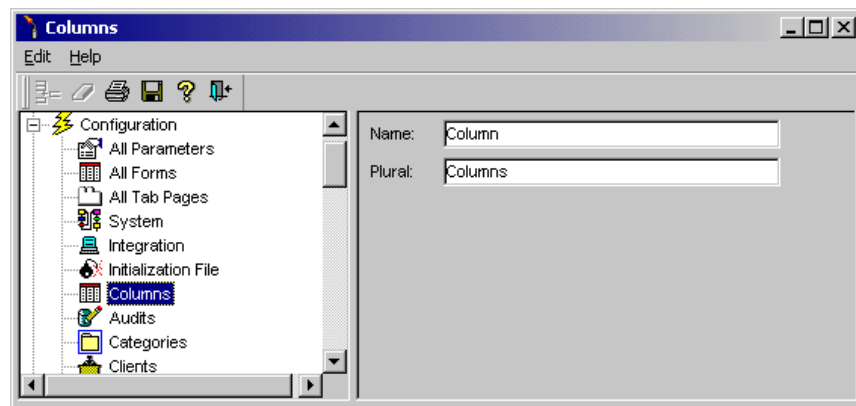 Columns
Edit Help
Configuration
All Parameters
All Forms
All Tab Pages
System
Integration
Initialization File
Columns
Audits
Categories
Clients
Name: Column
Plural: Columns